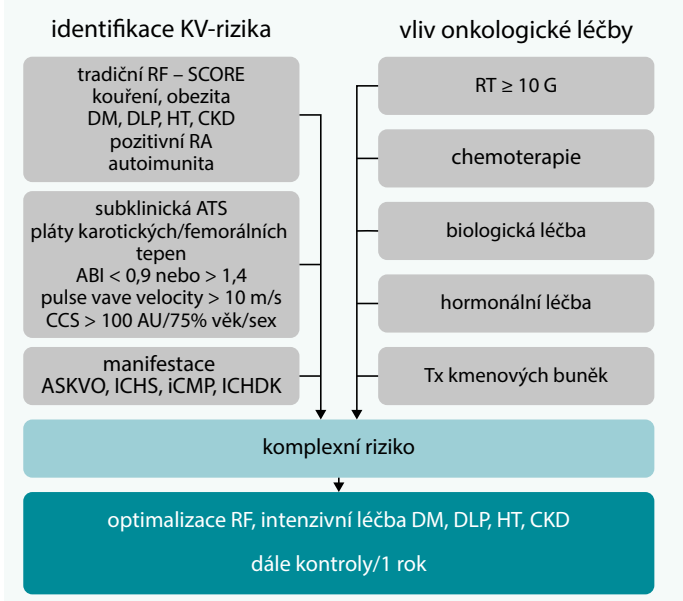 identifikace KV-rizika
tradiční RF – SCORE
kouření, obezita
DM, DLP, HT, CKD
pozitivní RA
autoimunita
subklinická ATS
pláty karotických/femorálních
tepen
ABI < 0,9 nebo > 1,4
pulse vave velocity > 10 m/s
CCS > 100 AU/75% věk/sex
manifestace
ASKVO, ICHS, iCMP, ICHDK
vliv onkologické léčby
RT ≥ 10 G
chemoterapie
biologická léčba
hormonální léčba
Tx kmenových buněk
komplexní riziko
optimalizace RF, intenzivní léčba DM, DLP, HT, CKD
dále kontroly/1 rok